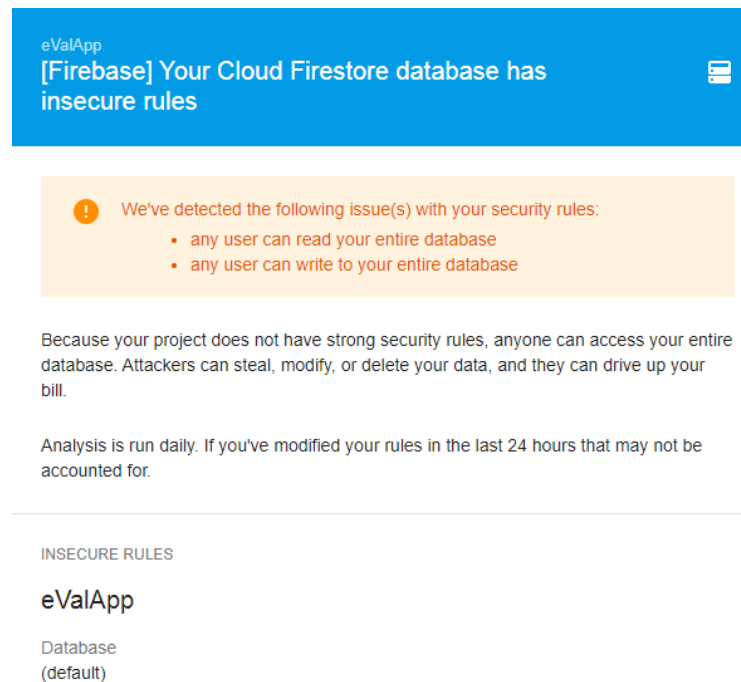 eValApp
[Firebase] Your Cloud Firestore database has
insecure rules
We've detected the following issue(s) with your security rules:
• any user can read your entire database
• any user can write to your entire database
Because your project does not have strong security rules, anyone can access your entire
database. Attackers can steal, modify, or delete your data, and they can drive up your
bill.
Analysis is run daily. If you've modified your rules in the last 24 hours that may not be
accounted for.
INSECURE RULES
eValApp
Database
(default)